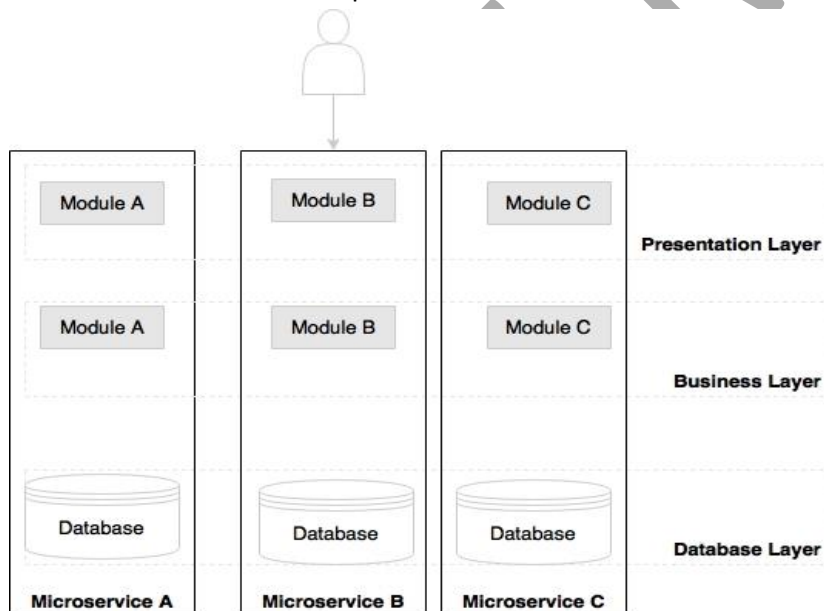 Module A
Module B
Module C
Presentation Layer
Module A
Module B
Module C
Business Layer
Database
Database
Database
Database Layer
Microservice A
Microservice B
Microservice C